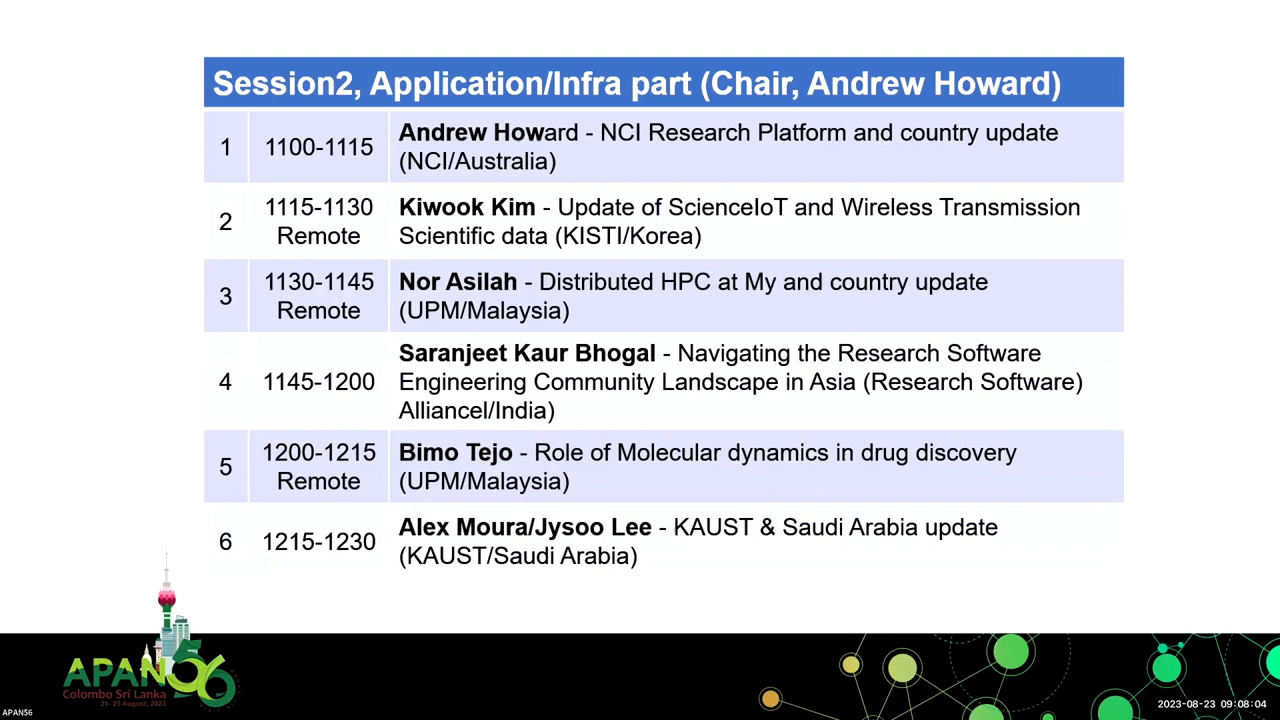 Session2, Application/Infra part (Chair, Andrew Howard)
1
1100-1115
Andrew Howard - NCI Research Platform and country update
(NCI/Australia)
2
1115-1130
Remote
Kiwook Kim - Update of ScienceIoT and Wireless Transmission
Scientific data (KISTI/Korea)
3
1130-1145
Remote
Nor Asilah - Distributed HPC at My and country update
(UPM/Malaysia)
4
1145-1200
Saranjeet Kaur Bhogal - Navigating the Research Software
Engineering Community Landscape in Asia (Research Software)
Alliancel/India)
5
1200-1215
Remote
Bimo Tejo - Role of Molecular dynamics in drug discovery
(UPM/Malaysia)
6
1215-1230
Alex Moura/Jysoo Lee - KAUST & Saudi Arabia update
(KAUST/Saudi Arabia)
APAN56
Colombo Sri Lanka
21- 25 August, 2023
APAN56
2023-08-23 09:08:04